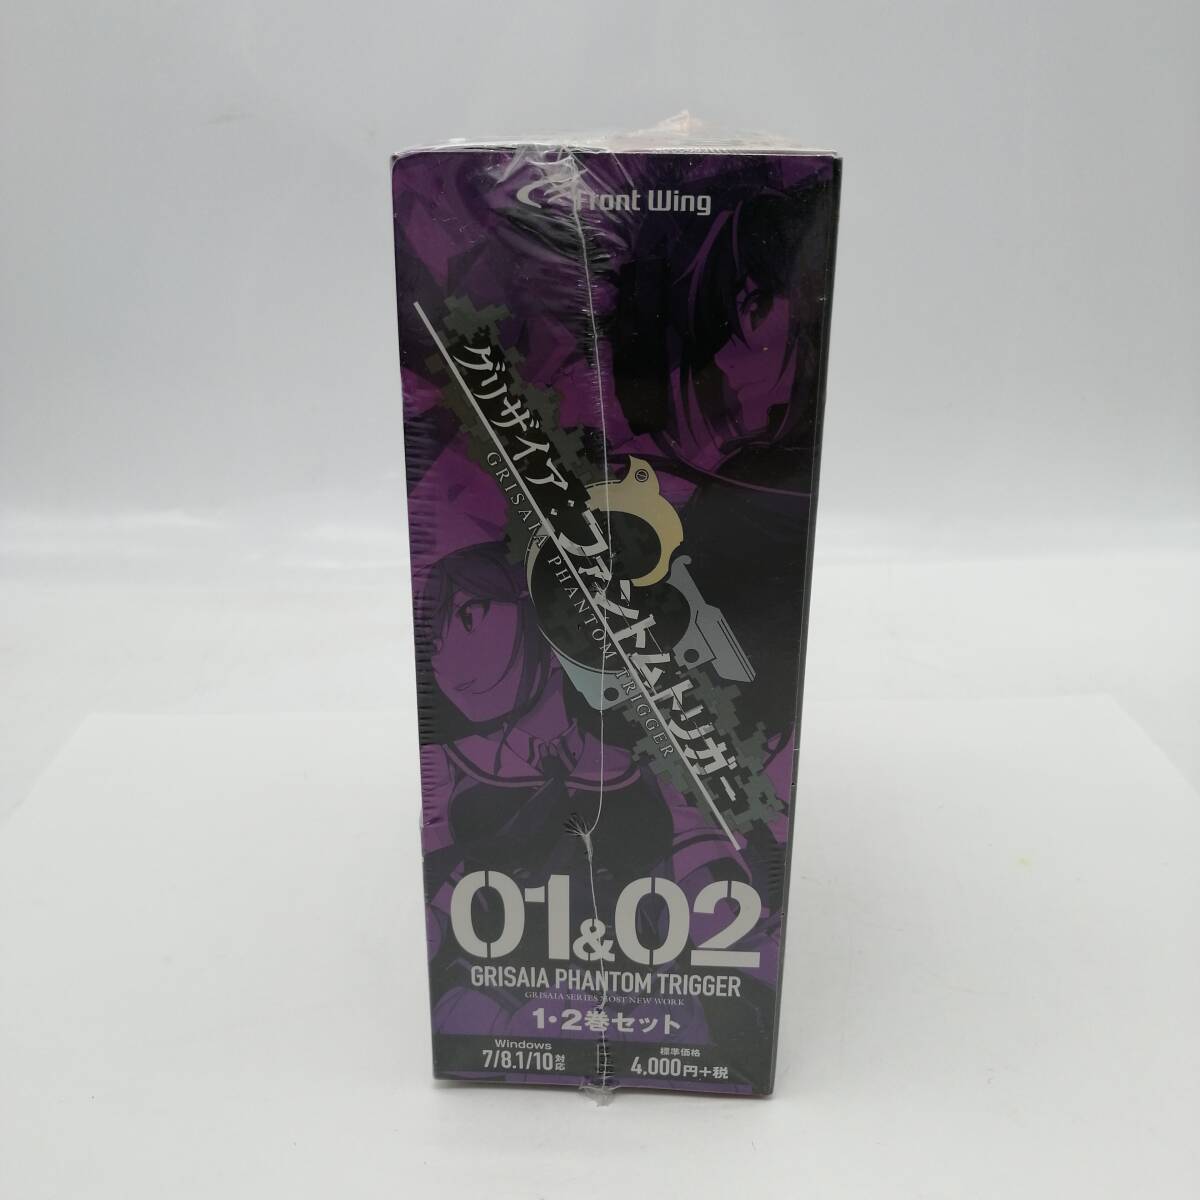 Front Wing
グリザイア:ファントムトリガー
GRISAIA PHANTOM TRIGGER
01&02
GRISAIA PHANTOM TRIGGER
GRISAIA SERIES MOST NEW WORK
1・2巻セット
Windows
7/8.1/10対応
標準価格
4,000円+税